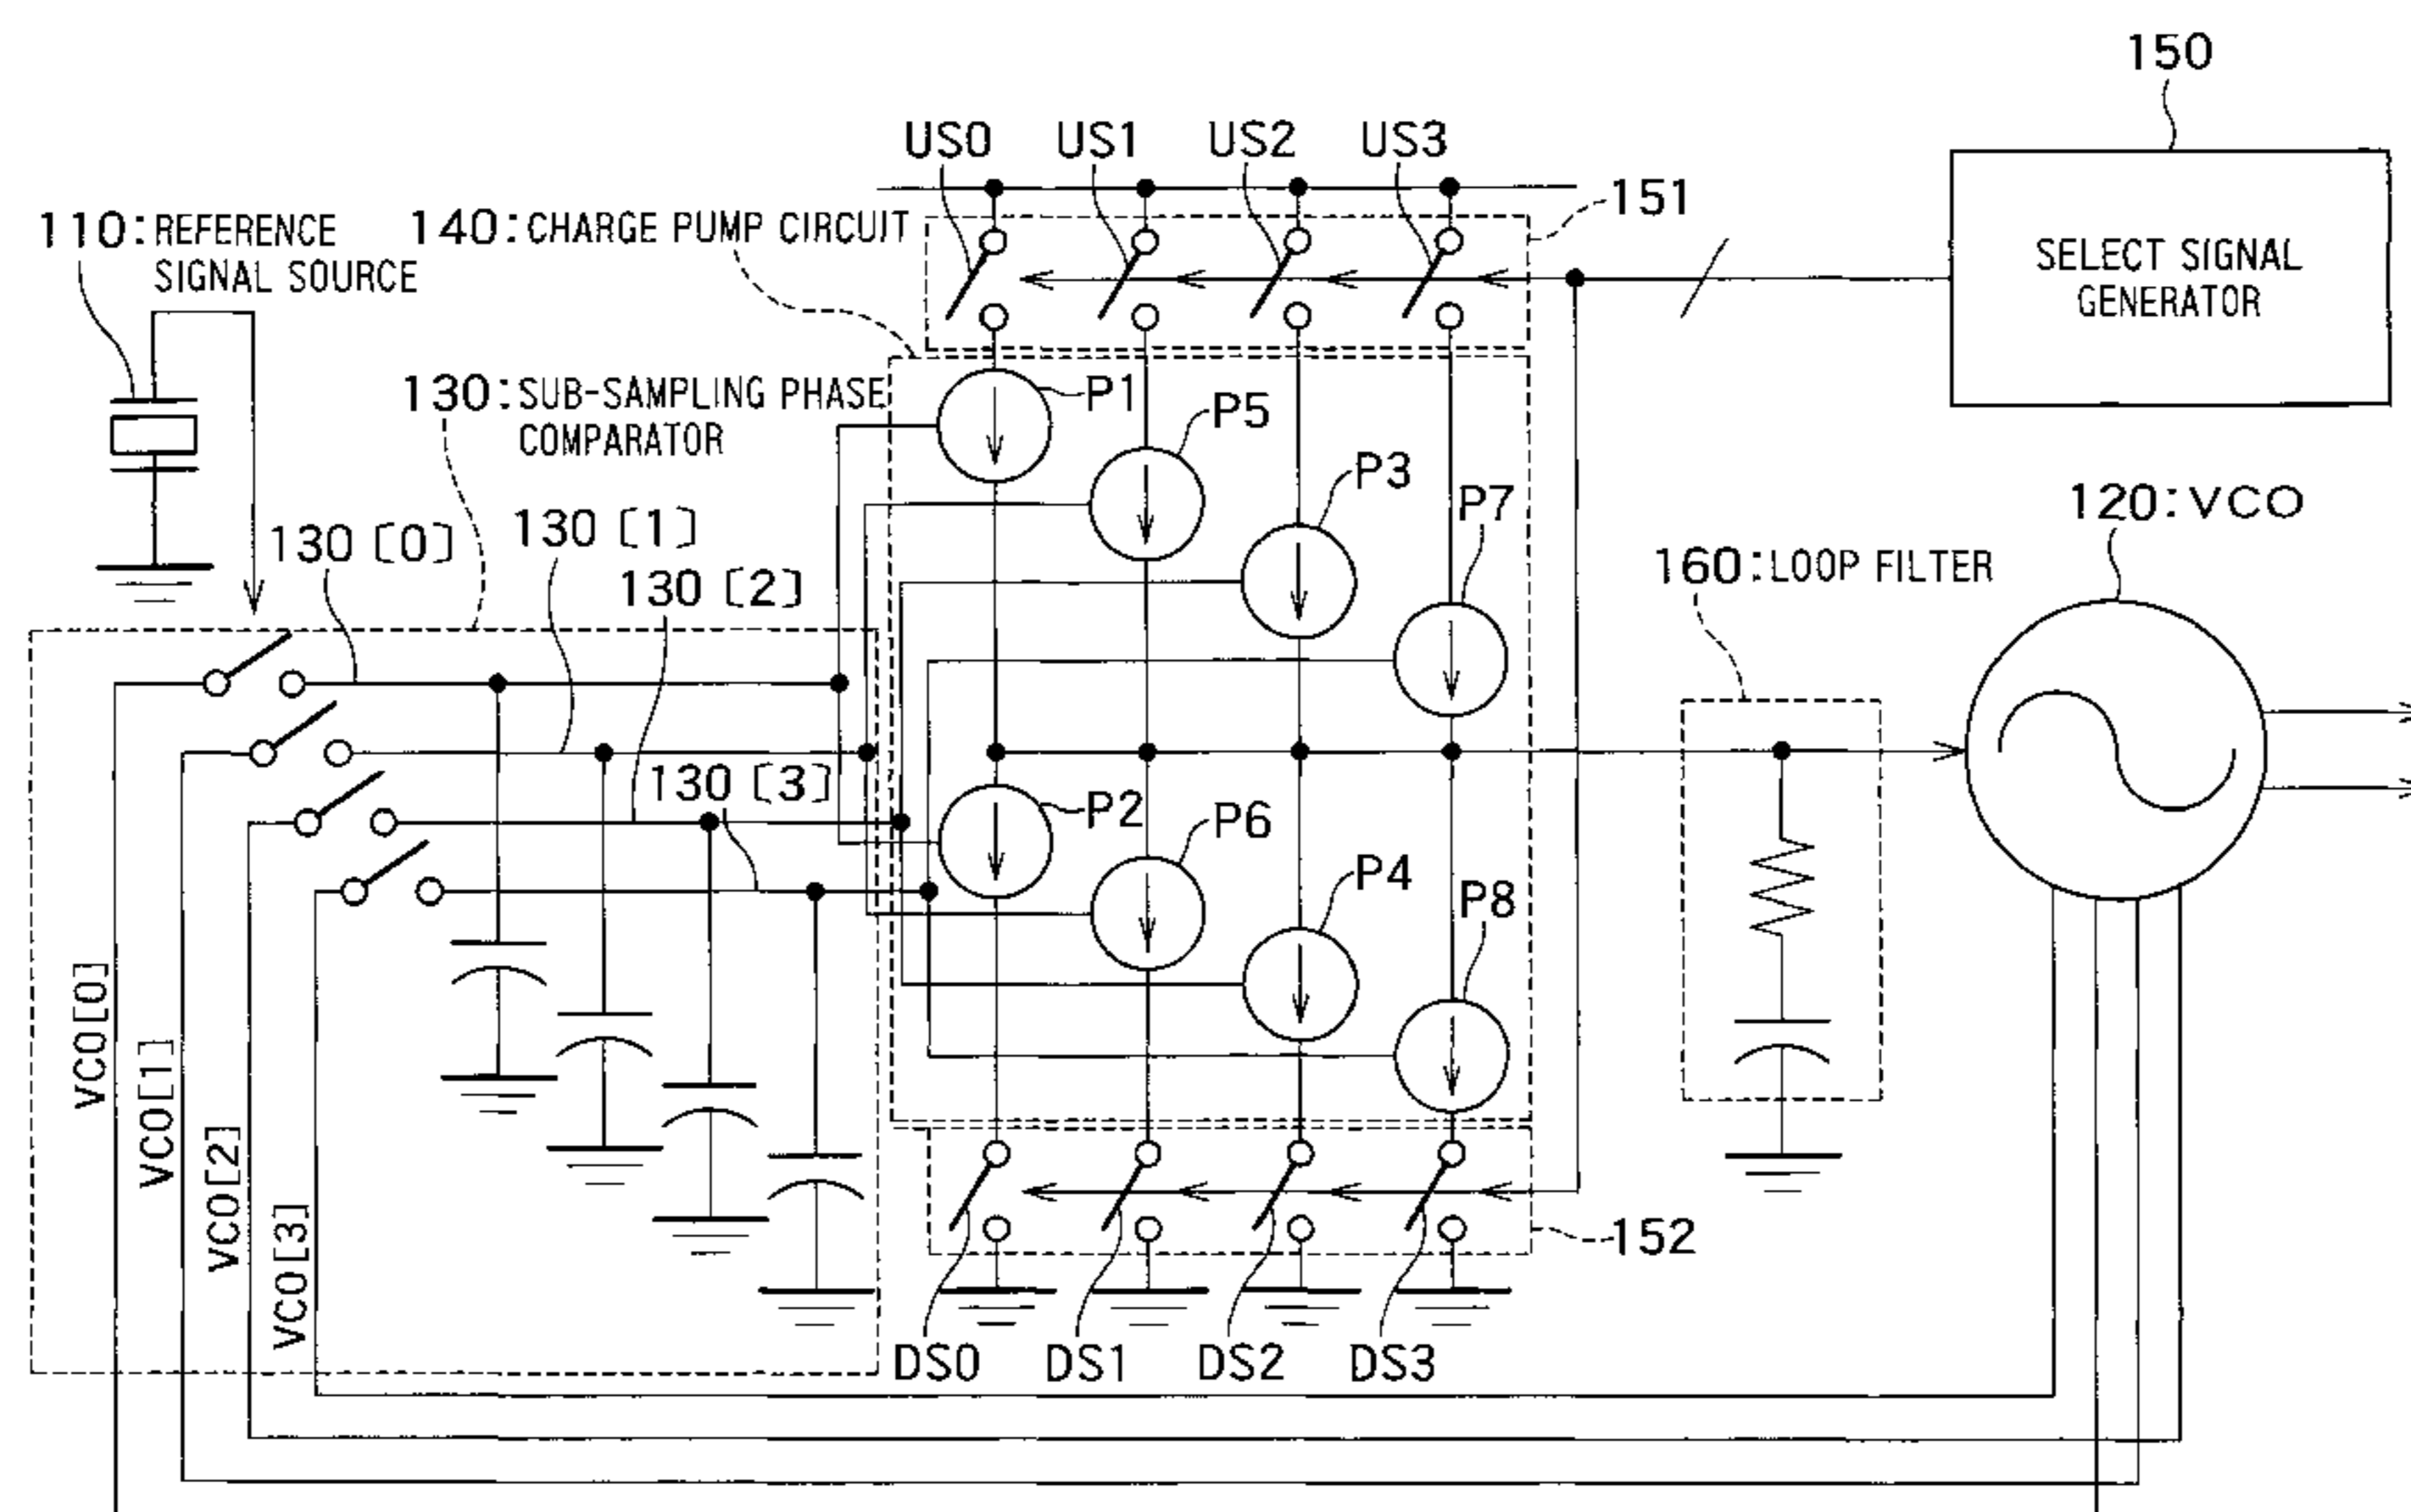 150
US0 US1 US2 US3
151
110: REFERENCE
SIGNAL SOURCE
140: CHARGE PUMP CIRCUIT
SELECT SIGNAL
GENERATOR
130: SUB-SAMPLING PHASE
COMPARATOR
P1
P5
P3
P7
120: VCO
130 [0]
130 [1]
130 [2]
160: LOOP FILTER
130 [3]
P2
P6
P4
P8
VCO[0]
VCO[1]
VCO[2]
VCO[3]
152
DS0 DS1 DS2 DS3